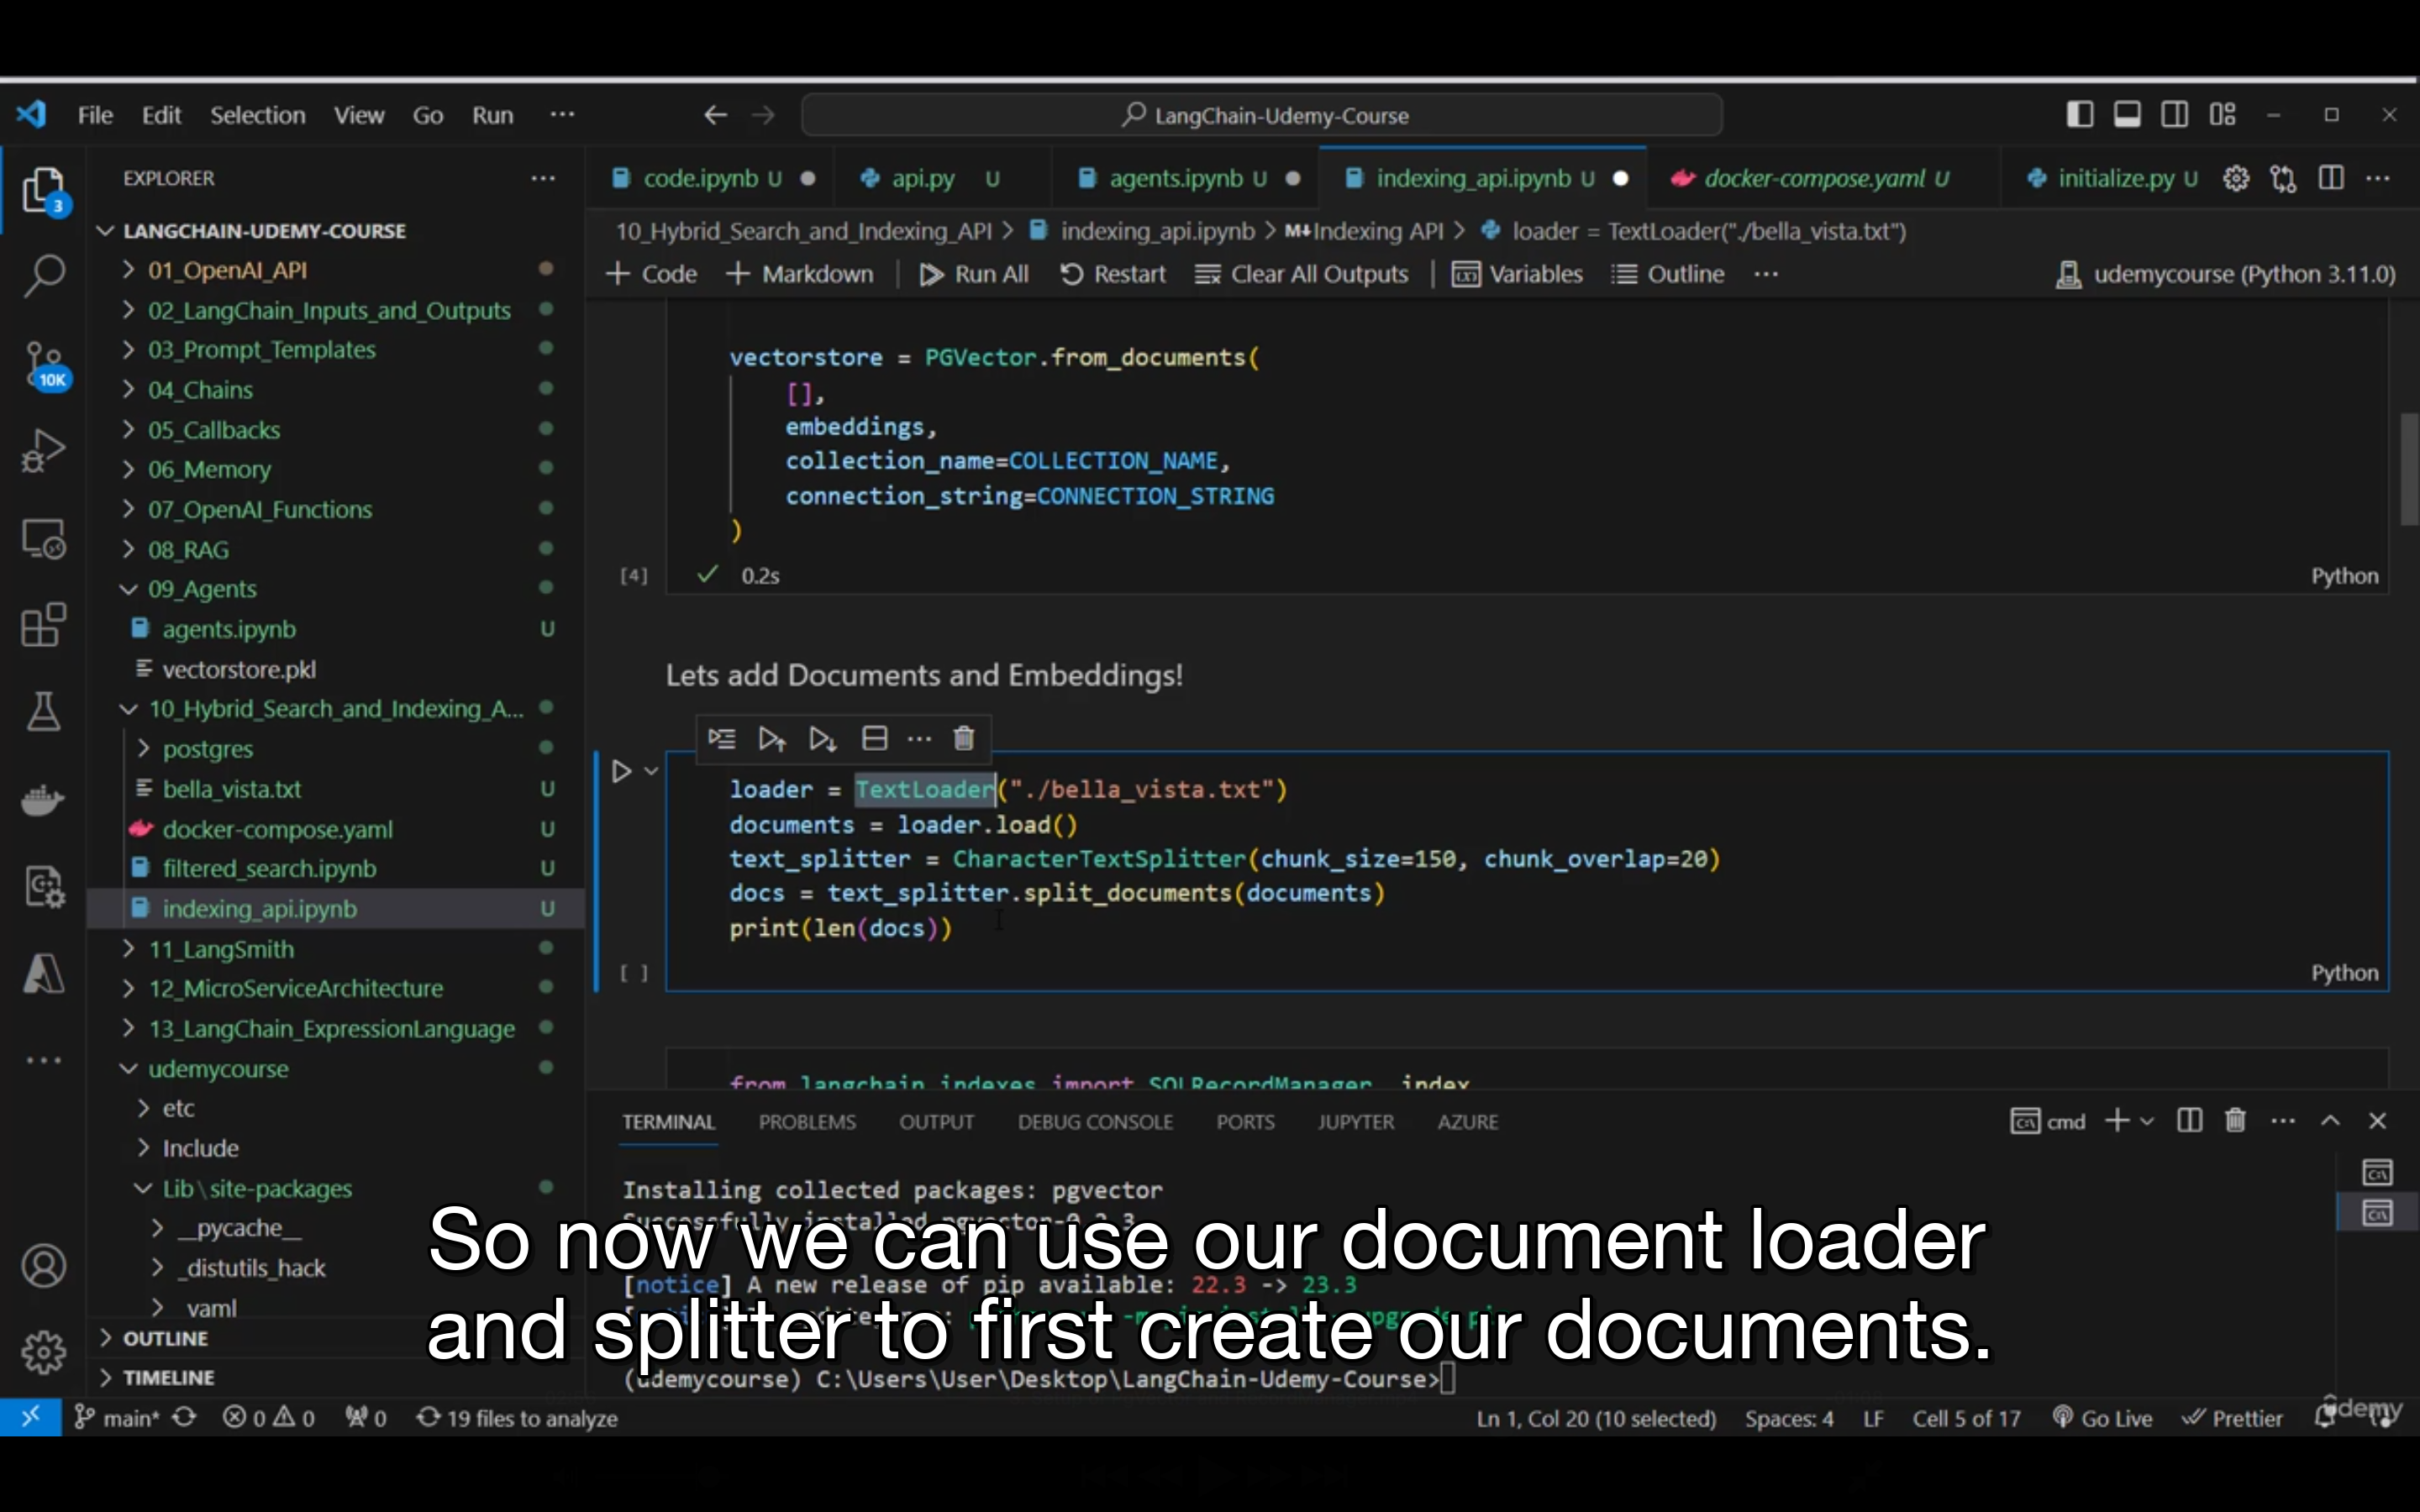 File Edit Selection View Go Run ... LangChain-Udemy-Course
EXPLORER
code.ipynb U api.py U agents.ipynb U indexing_api.ipynb U docker-compose.yaml U initialize.py U
3
LANGCHAIN-UDEMY-COURSE
10_Hybrid_Search_and_Indexing_API > indexing_api.ipynb > M↓Indexing API > loader = TextLoader("./bella_vista.txt")
+ Code + Markdown | Run All Restart Clear All Outputs | Variables Outline ... udemycourse (Python 3.11.0)
01_OpenAI_API
02_LangChain_Inputs_and_Outputs
03_Prompt_Templates
04_Chains
05_Callbacks
06_Memory
07_OpenAI_Functions
08_RAG
09_Agents
agents.ipynb U
vectorstore.pkl
10_Hybrid_Search_and_Indexing_A...
postgres
bella_vista.txt U
docker-compose.yaml U
filtered_search.ipynb U
indexing_api.ipynb U
11_LangSmith
12_MicroServiceArchitecture
13_LangChain_ExpressionLanguage
udemycourse
etc
Include
Lib\site-packages
__pycache__
_distutils_hack
yaml
OUTLINE
TIMELINE
10K
vectorstore = PGVector.from_documents(
[],
embeddings,
collection_name=COLLECTION_NAME,
connection_string=CONNECTION_STRING
)
[4] 0.2s Python
Lets add Documents and Embeddings!
loader = TextLoader("./bella_vista.txt")
documents = loader.load()
text_splitter = CharacterTextSplitter(chunk_size=150, chunk_overlap=20)
docs = text_splitter.split_documents(documents)
print(len(docs))
[ ] Python
from langchain.indexes import SQLRecordManager, index
TERMINAL PROBLEMS OUTPUT DEBUG CONSOLE PORTS JUPYTER AZURE cmd
Installing collected packages: pgvector
Successfully installed pgvector-0.2.3
[notice] A new release of pip available: 22.3 -> 23.3
(udemycourse) C:\Users\User\Desktop\LangChain-Udemy-Course>
So now we can use our document loader
and splitter to first create our documents.
main* 0 0 0 19 files to analyze Ln 1, Col 20 (10 selected) Spaces: 4 LF Cell 5 of 17 Go Live Prettier
udemy